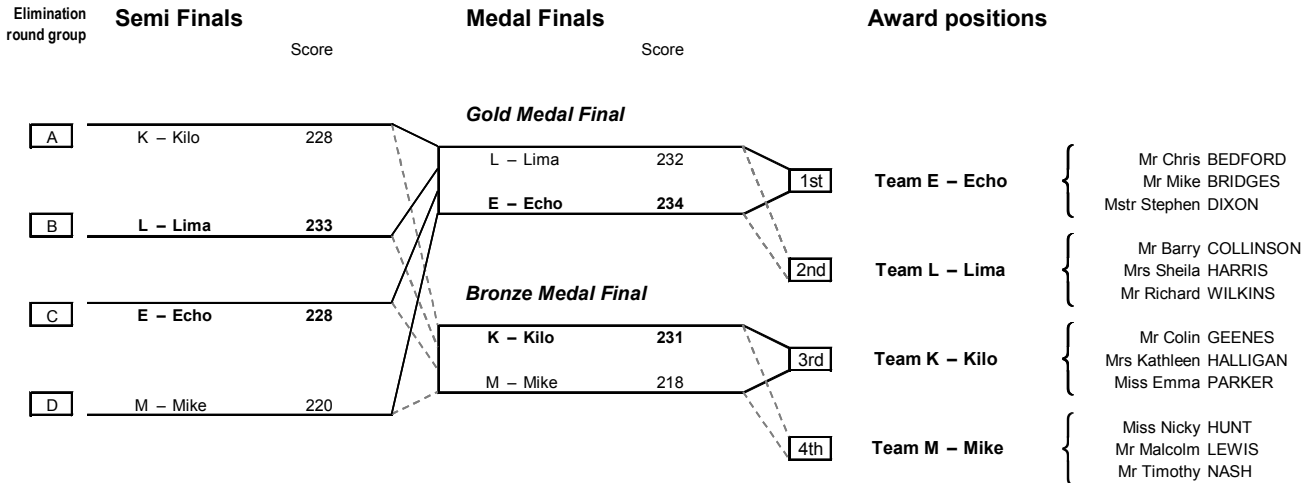 Elimination round group
Semi Finals
Medal Finals
Award positions
Score
Score
Gold Medal Final
A
K – Kilo 228
L – Lima 232
E – Echo 234
1st
Team E – Echo
Mr Chris BEDFORD
Mr Mike BRIDGES
Mstr Stephen DIXON
B
L – Lima 233
2nd
Team L – Lima
Mr Barry COLLINSON
Mrs Sheila HARRIS
Mr Richard WILKINS
Bronze Medal Final
C
E – Echo 228
K – Kilo 231
M – Mike 218
3rd
Team K – Kilo
Mr Colin GEENES
Mrs Kathleen HALLIGAN
Miss Emma PARKER
D
M – Mike 220
4th
Team M – Mike
Miss Nicky HUNT
Mr Malcolm LEWIS
Mr Timothy NASH